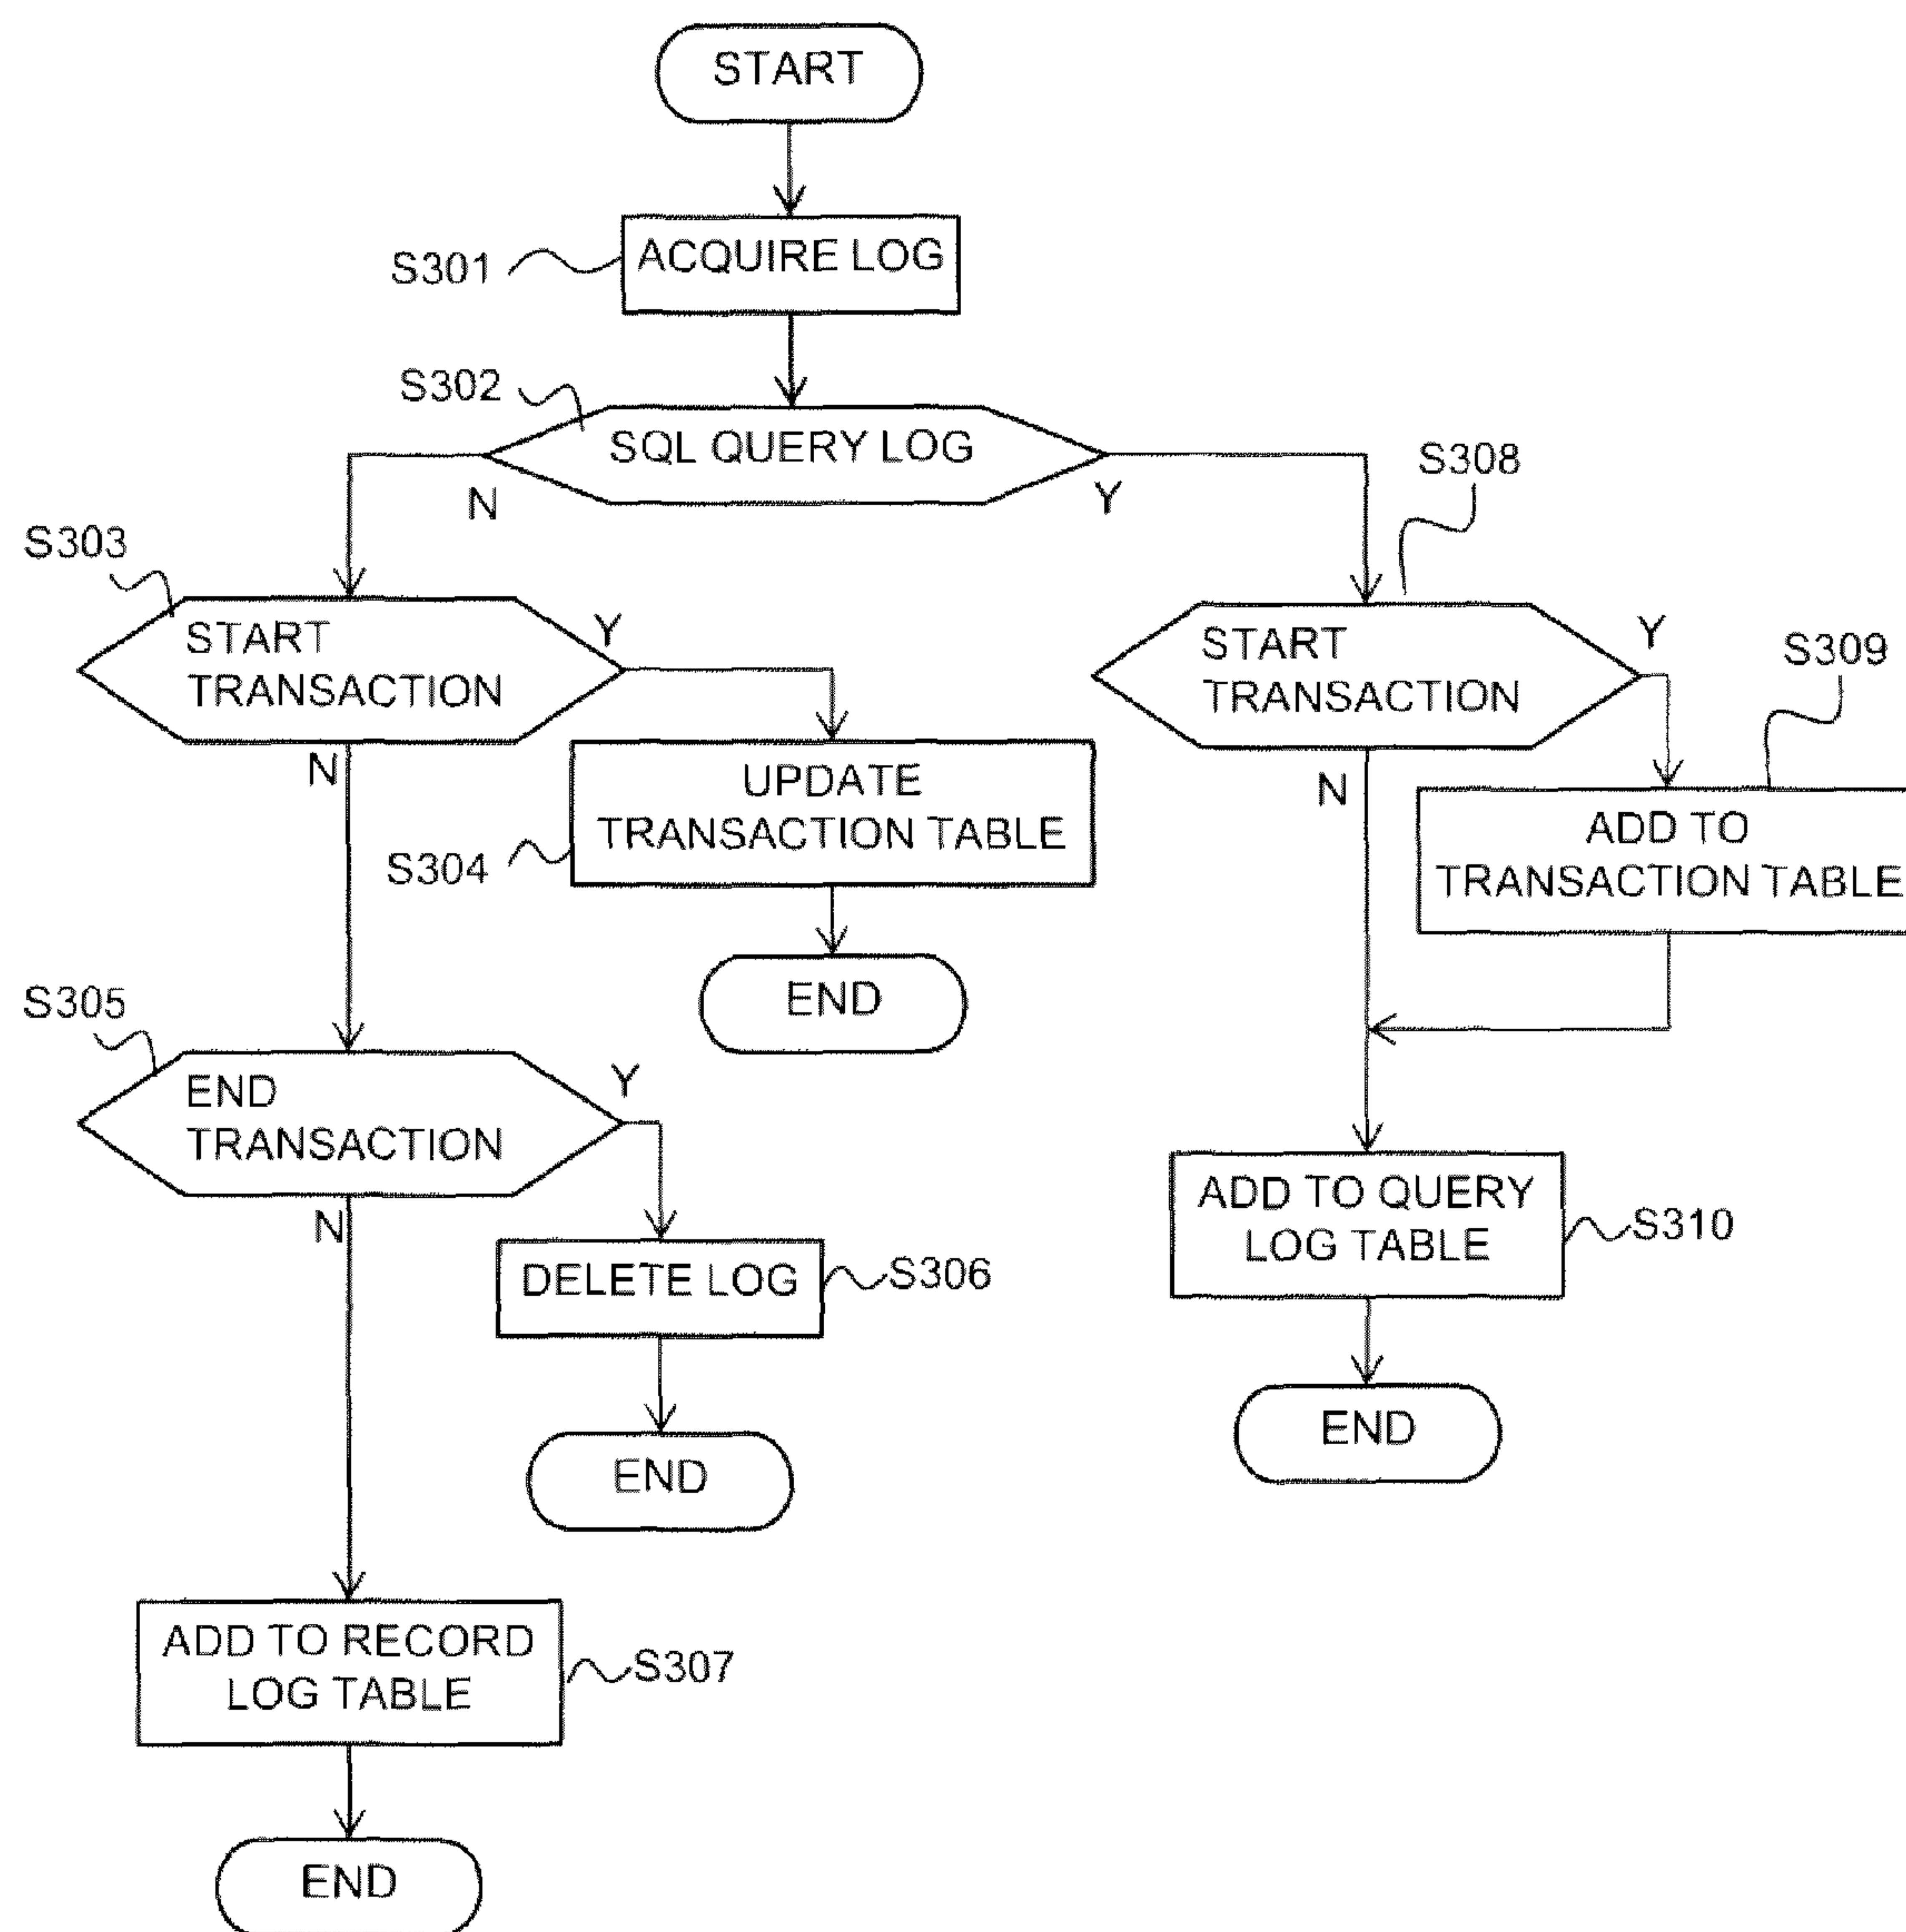 START
S301
ACQUIRE LOG
S302
SQL QUERY LOG
N
Y
S303
START
TRANSACTION
Y
N
UPDATE
TRANSACTION TABLE
S304
END
S305
END
TRANSACTION
Y
N
DELETE LOG
S306
END
ADD TO RECORD
LOG TABLE
S307
END
S308
START
TRANSACTION
Y
N
S309
ADD TO
TRANSACTION TABLE
ADD TO QUERY
LOG TABLE
S310
END